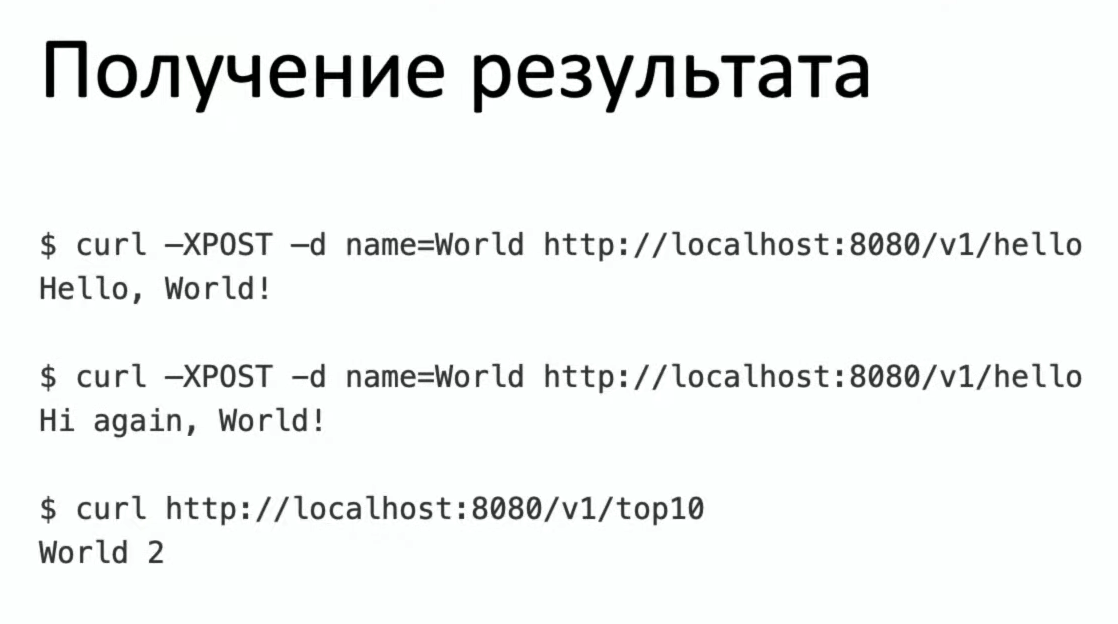 Получение результата
$ curl –XPOST –d name=World http://localhost:8080/v1/hello
Hello, World!
$ curl –XPOST –d name=World http://localhost:8080/v1/hello
Hi again, World!
$ curl http://localhost:8080/v1/top10
World 2